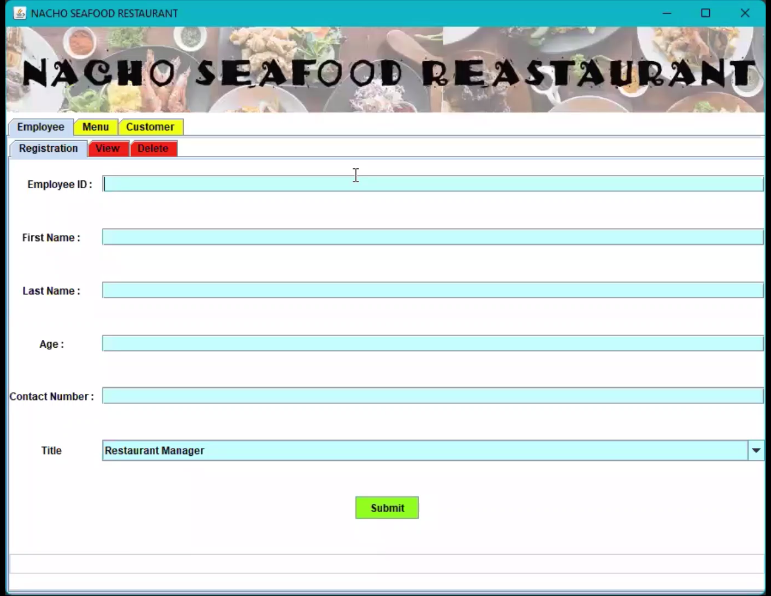 NACHO SEAFOOD RESTAURANT
NACHO SEAFOOD REASTAURANT
Employee Menu Customer
Registration View Delete
Employee ID :
First Name :
Last Name :
Age :
Contact Number :
Title Restaurant Manager
Submit